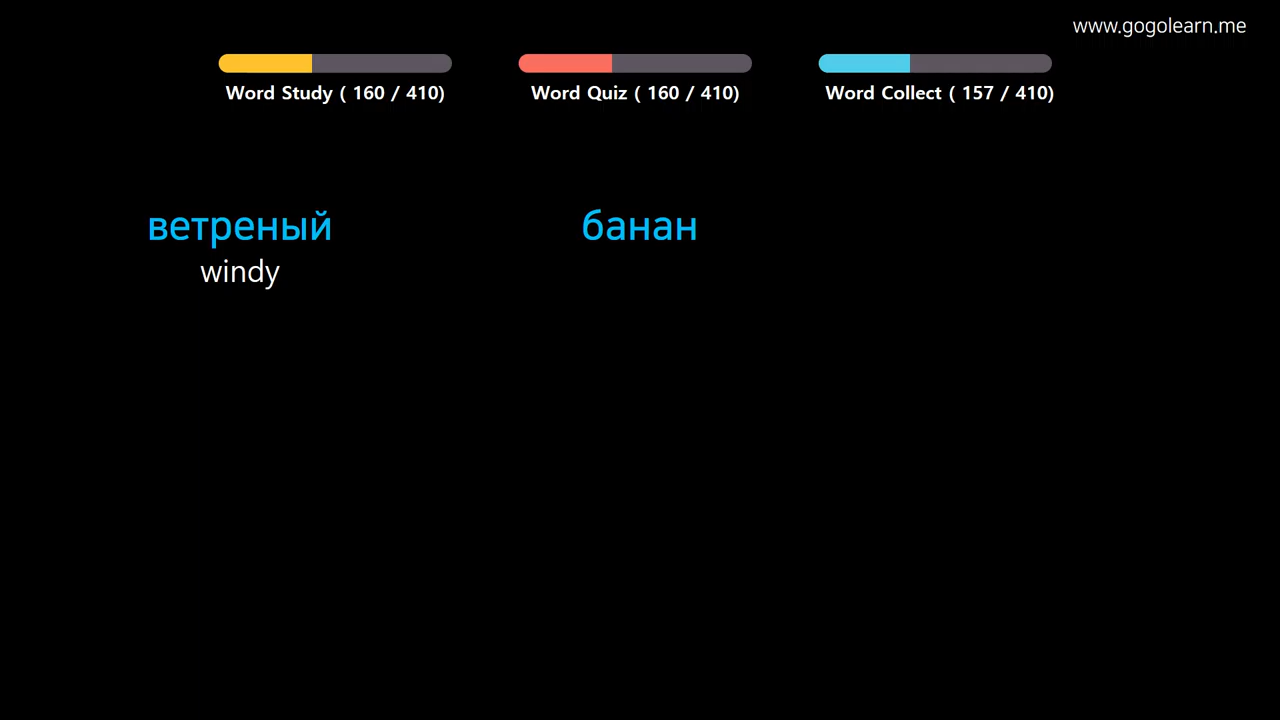 www.gogolearn.me
Word Study ( 160 / 410)
Word Quiz ( 160 / 410)
Word Collect ( 157 / 410)
ветреный
windy
банан